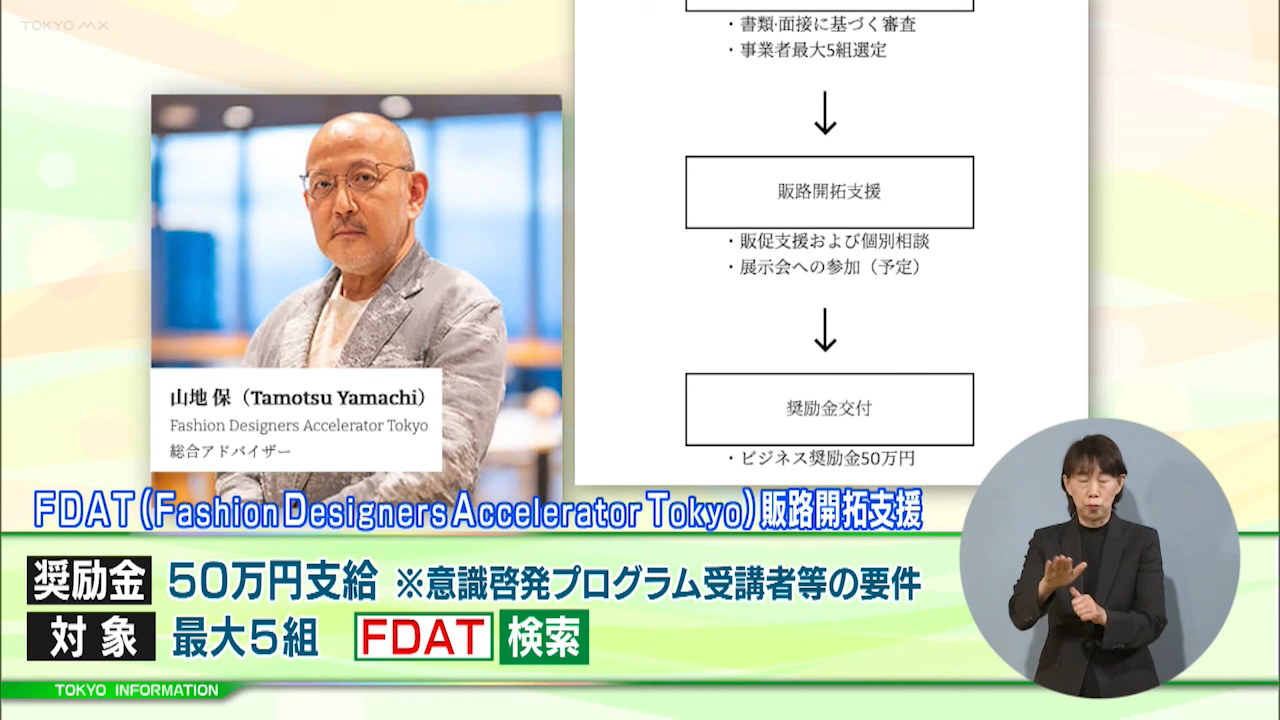 TOKYO MX
・書類・面接に基づく審査
・事業者最大5組選定
↓
販路開拓支援
・販促支援および個別相談
・展示会への参加（予定）
↓
奨励金交付
・ビジネス奨励金50万円
山地 保（Tamotsu Yamachi）
Fashion Designers Accelerator Tokyo
総合アドバイザー
FDAT（Fashion Designers Accelerator Tokyo）販路開拓支援
奨励金 50万円支給 ※意識啓発プログラム受講者等の要件
対象 最大5組 FDAT 検索
TOKYO INFORMATION